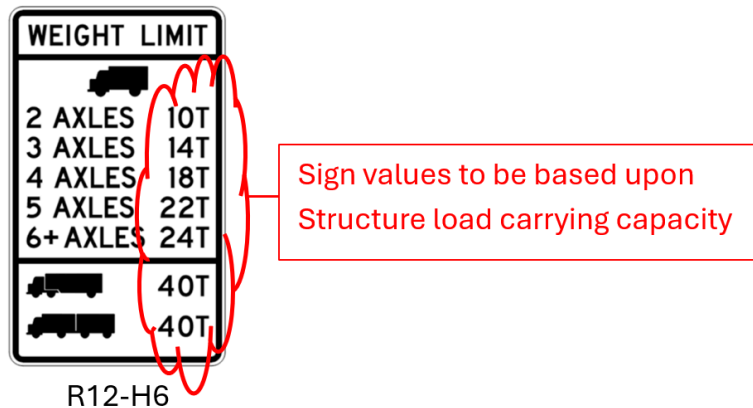 WEIGHT LIMIT
2 AXLES 10T
3 AXLES 14T
4 AXLES 18T
5 AXLES 22T
6+ AXLES 24T
40T
40T
R12-H6
Sign values to be based upon
Structure load carrying capacity